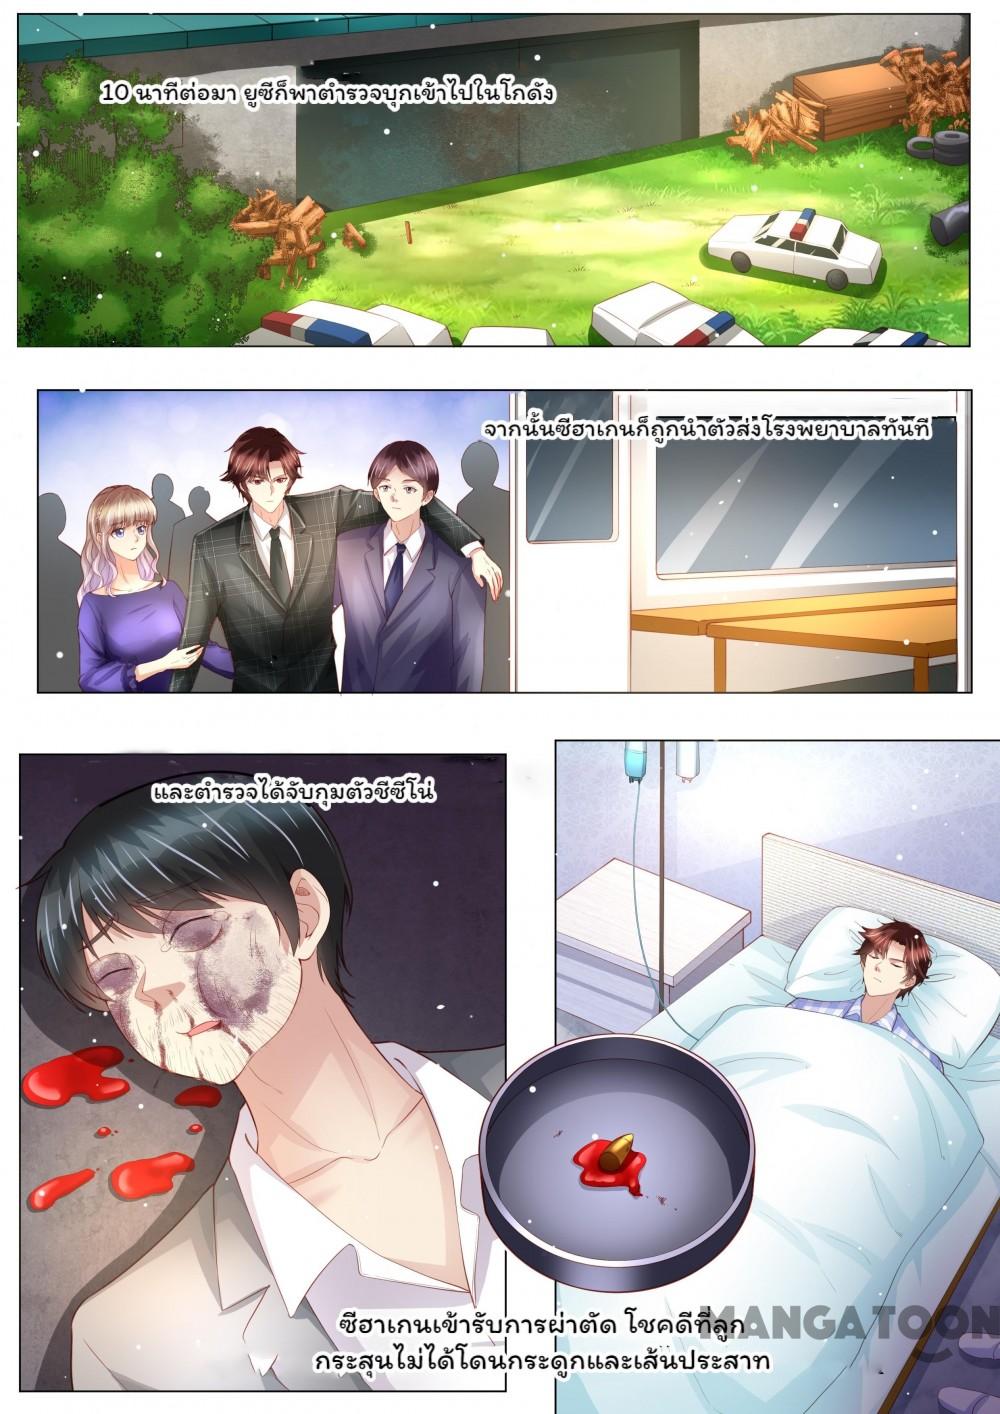 10 นาทีต่อมา ยูซีก็พาตำรวจบุกเข้าไปในโกดัง
จากนั้นซีฮาเกนก็ถูกนำตัวส่งโรงพยาบาลทันที
และตำรวจได้จับกุมตัวชีซีโน่
ซีฮาเกนเข้ารับการผ่าตัด โชคดีที่ลูก
กระสุนไม่ได้โดนกระดูกและเส้นประสาท
MANGATOON